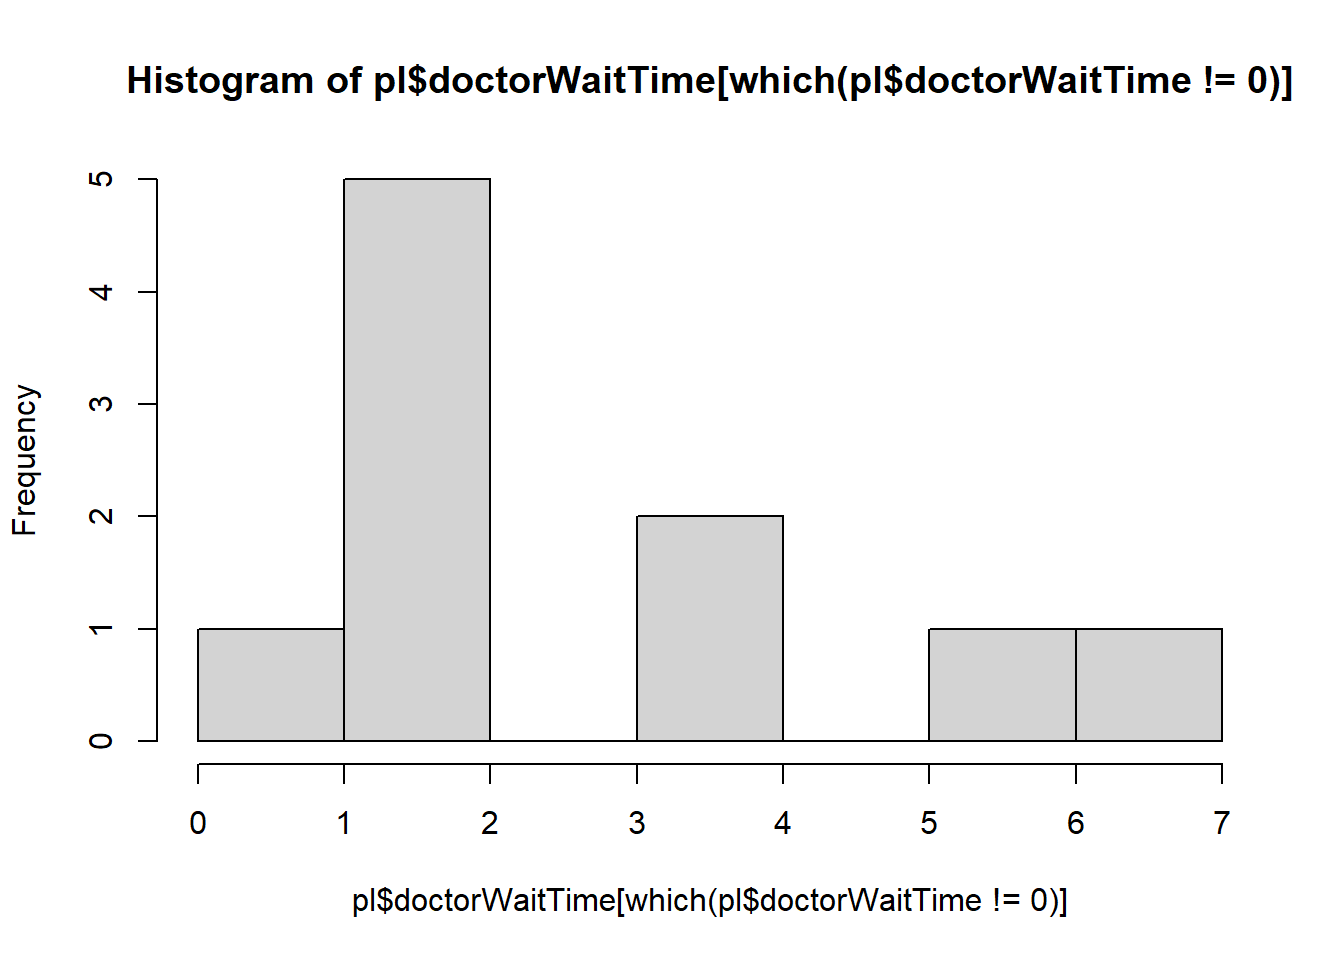 Histogram of pl$doctorWaitTime[which(pl$doctorWaitTime != 0)]
5
4
3
2
1
0
Frequency
0 1 2 3 4 5 6 7
pl$doctorWaitTime[which(pl$doctorWaitTime != 0)]